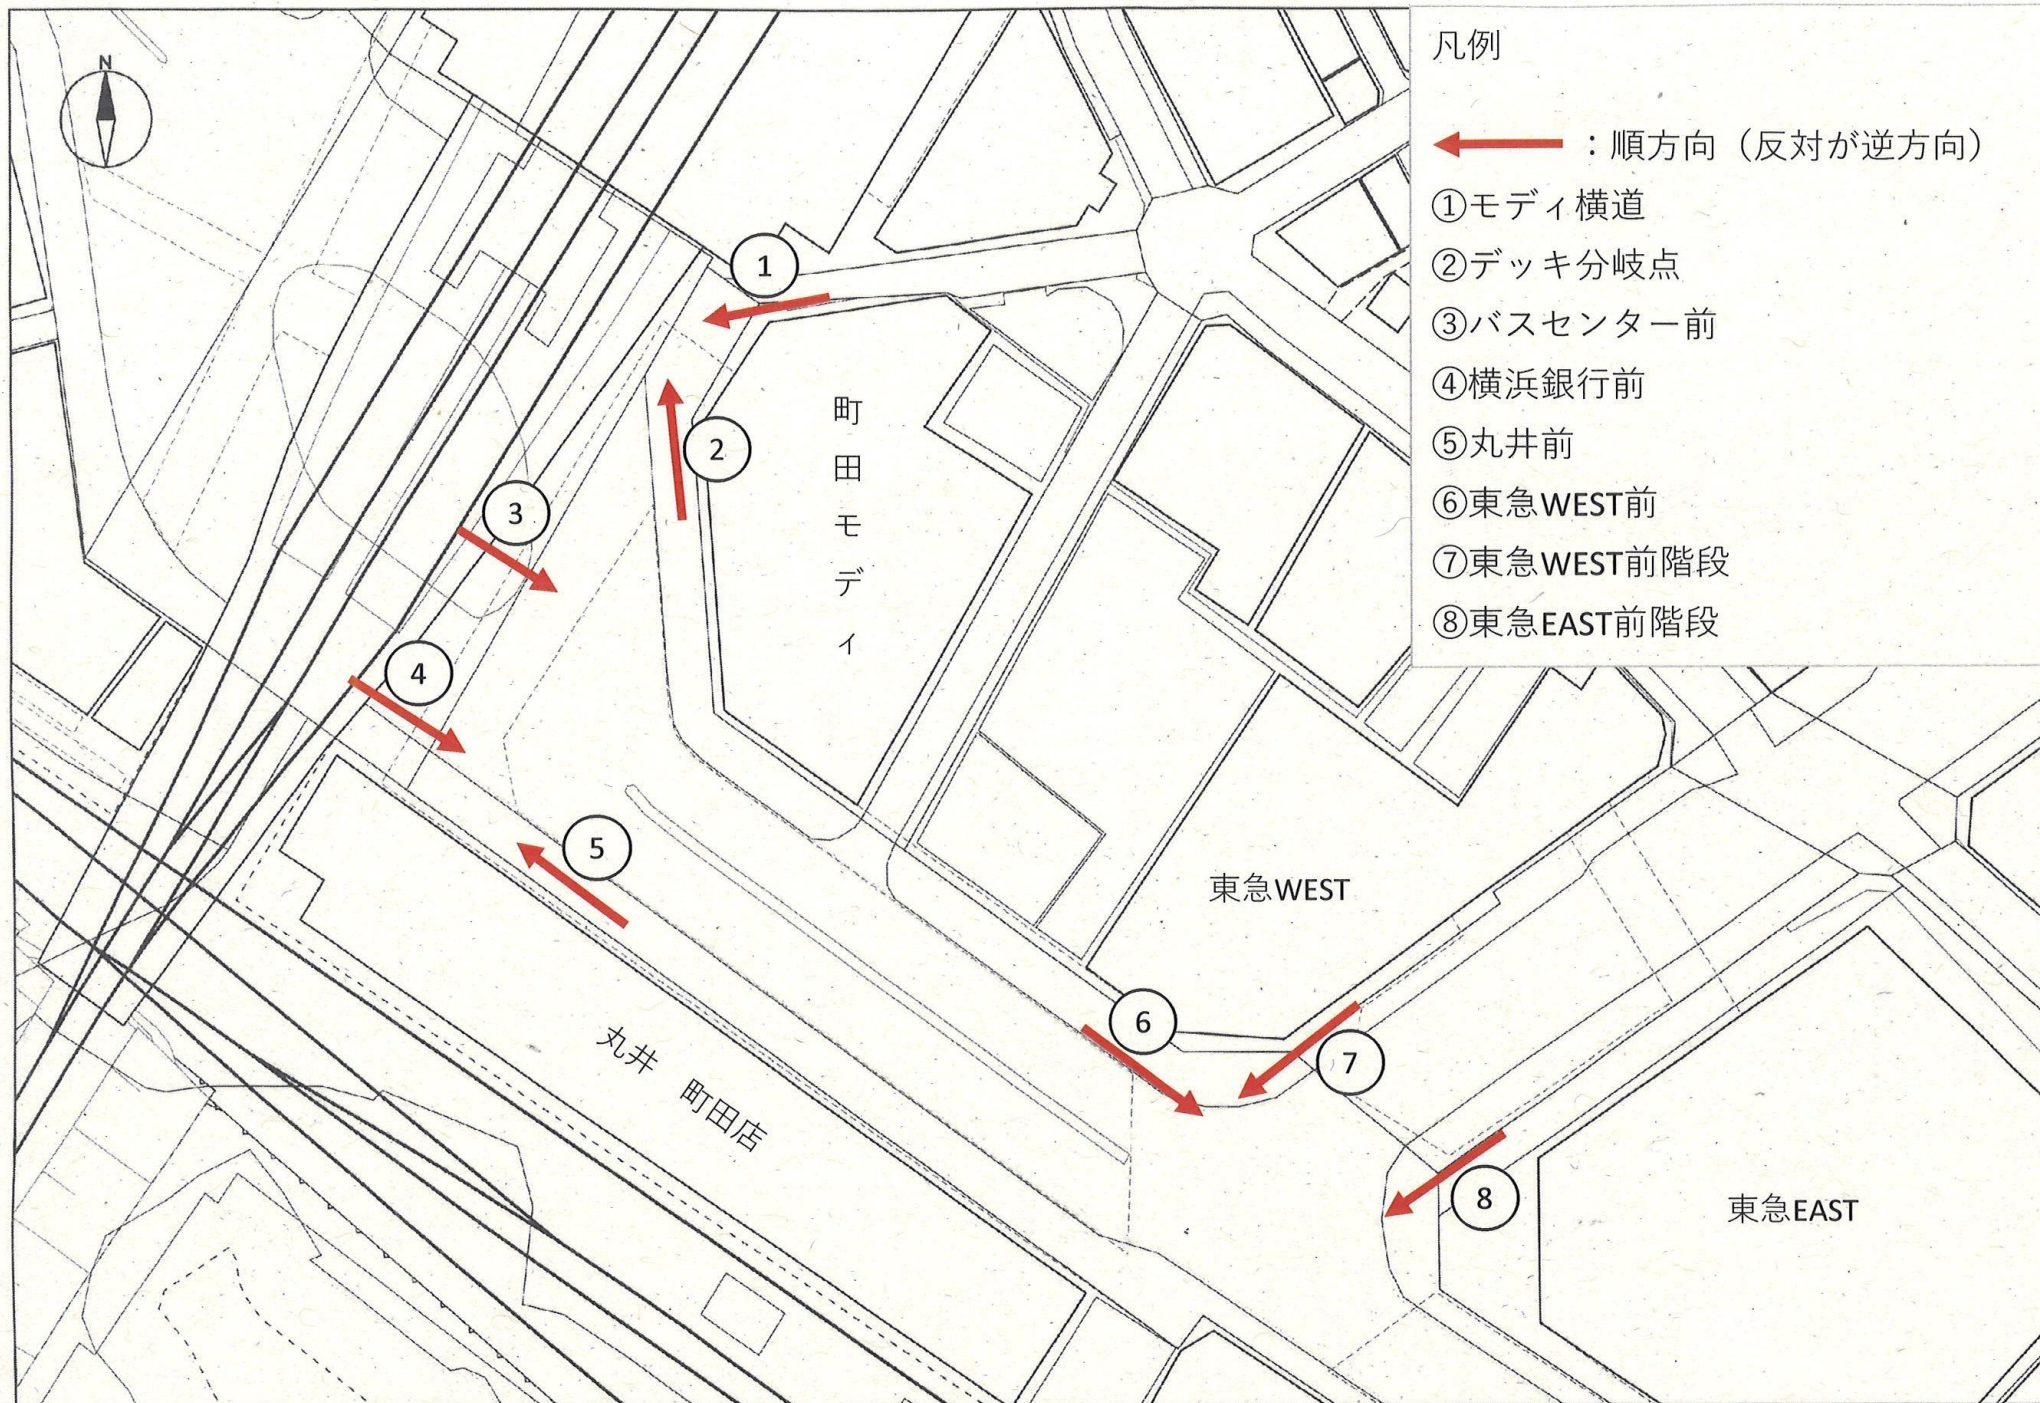 N
凡例
：順方向（反対が逆方向）
①モディ横道
②デッキ分岐点
③バスセンター前
④横浜銀行前
⑤丸井前
⑥東急WEST前
⑦東急WEST前階段
⑧東急EAST前階段
1
2
町田モディ
3
4
5
東急WEST
6
7
丸井 町田店
8
東急EAST